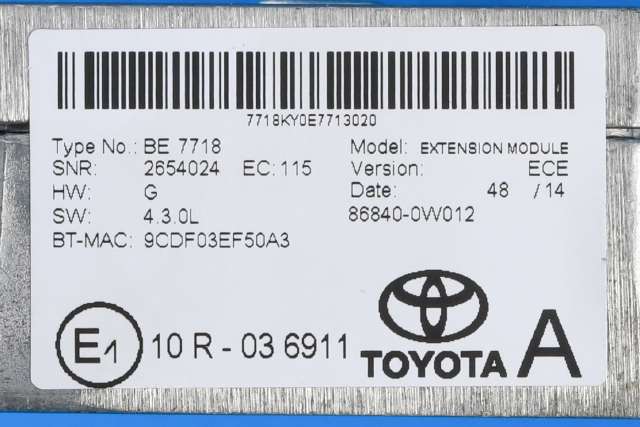 7718KY0E7713020
Type No.: BE 7718 Model: EXTENSION MODULE
SNR: 2654024 EC: 115 Version: ECE
HW: G Date: 48 / 14
SW: 4.3.0L 86840-0W012
BT-MAC: 9CDF03EF50A3
E1 10 R - 03 6911 TOYOTA A